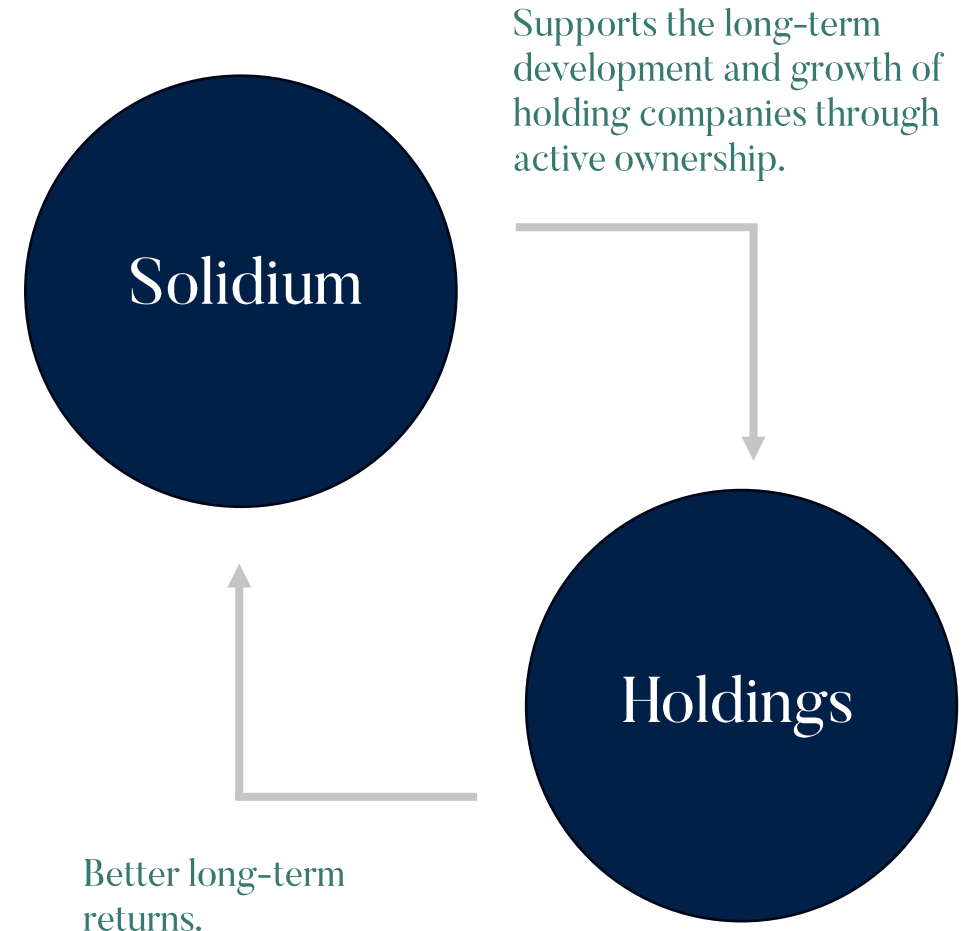 Supports the long-term
development and growth of
holding companies through
active ownership.
Solidium
Holdings
Better long-term
returns.